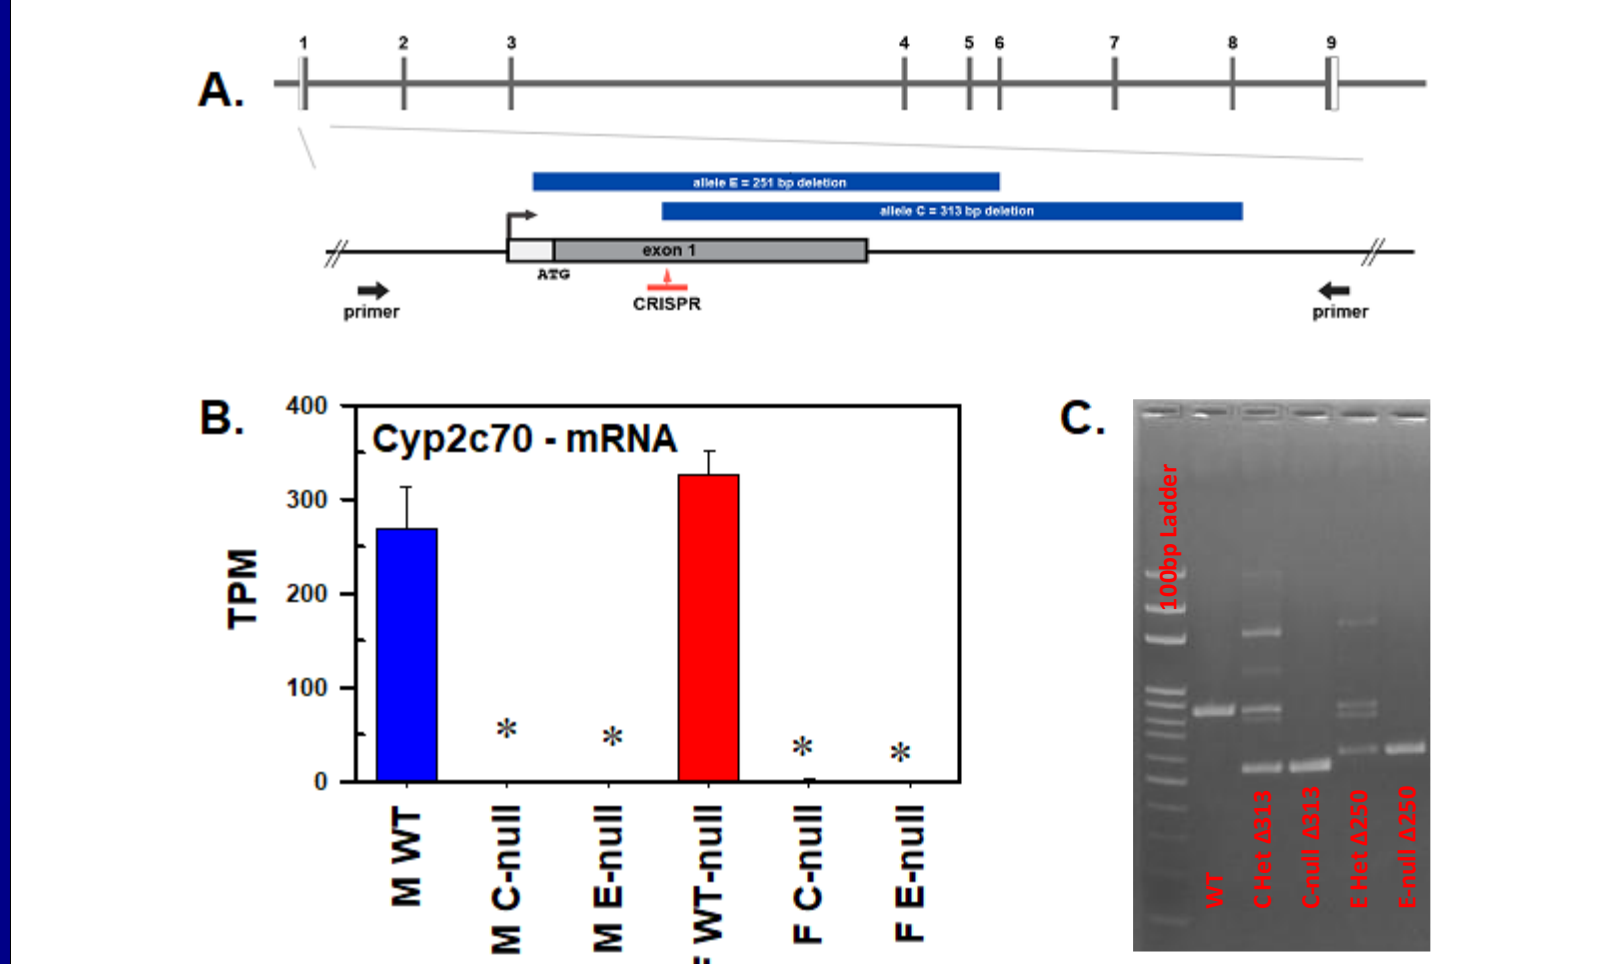 A.
1 2 3 4 5 6 7 8 9
allele E = 251 bp deletion
allele C = 313 bp deletion
exon 1
ATG
CRISPR
primer
primer
B.
Cyp2c70 - mRNA
TPM
400
300
200
100
0
M WT
M C-null
M E-null
F WT-null
F C-null
F E-null
* * * *
C.
100bp Ladder
WT
C Het Δ313
C-null Δ313
E Het Δ250
E-null Δ250